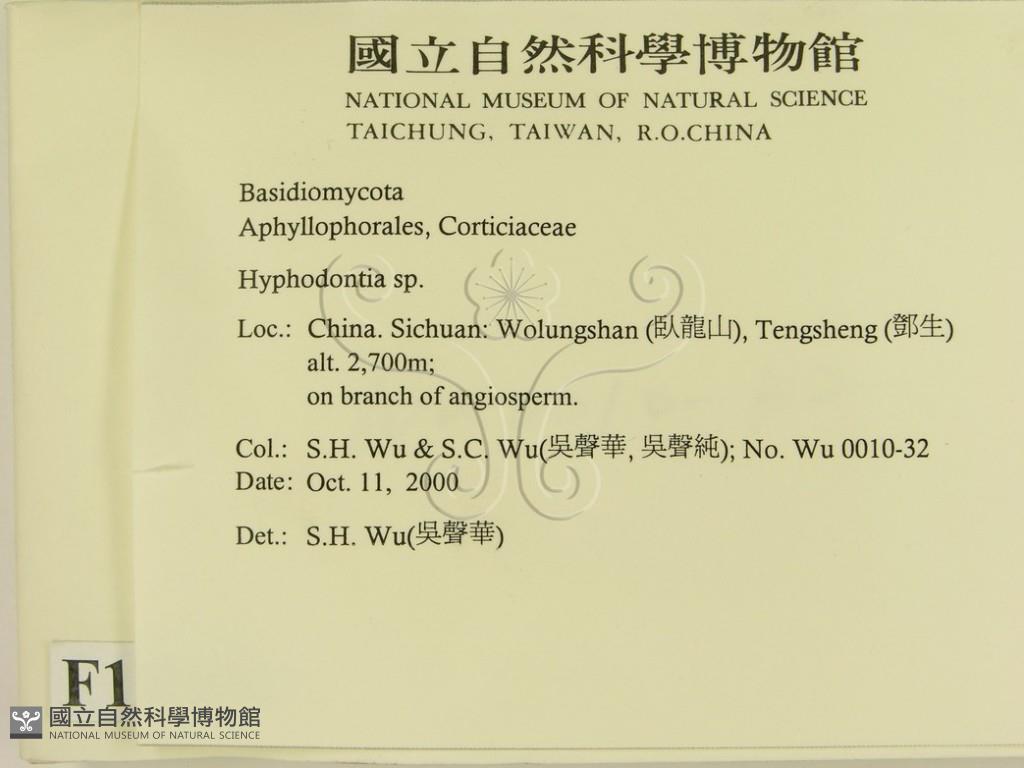 國立自然科學博物館
NATIONAL MUSEUM OF NATURAL SCIENCE
TAICHUNG, TAIWAN, R.O.CHINA
Basidiomycota
Aphyllophorales, Corticiaceae
Hyphodontia sp.
Loc.: China. Sichuan: Wolungshan (臥龍山), Tengsheng (鄧生)
alt. 2,700m;
on branch of angiosperm.
Col.: S.H. Wu & S.C. Wu(吳聲華, 吳聲純); No. Wu 0010-32
Date: Oct. 11, 2000
Det.: S.H. Wu(吳聲華)
F1
國立自然科學博物館
NATIONAL MUSEUM OF NATURAL SCIENCE